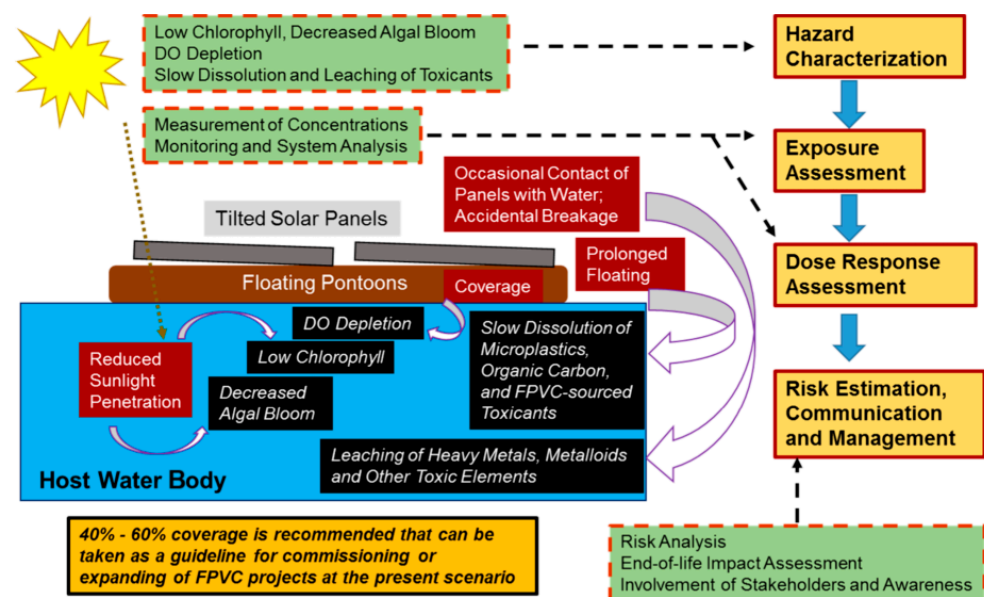 Low Chlorophyll, Decreased Algal Bloom
DO Depletion
Slow Dissolution and Leaching of Toxicants
Hazard
Characterization
Measurement of Concentrations
Monitoring and System Analysis
Exposure
Assessment
Occasional Contact of
Panels with Water;
Accidental Breakage
Tilted Solar Panels
Prolonged
Floating
Dose Response
Assessment
Floating Pontoons
Coverage
DO Depletion
Low Chlorophyll
Reduced
Sunlight
Penetration
Decreased
Algal Bloom
Slow Dissolution of
Microplastics,
Organic Carbon,
and FPVC-sourced
Toxicants
Risk Estimation,
Communication
and Management
Leaching of Heavy Metals, Metalloids
and Other Toxic Elements
Host Water Body
40% - 60% coverage is recommended that can be
taken as a guideline for commissioning or
expanding of FPVC projects at the present scenario
Risk Analysis
End-of-life Impact Assessment
Involvement of Stakeholders and Awareness